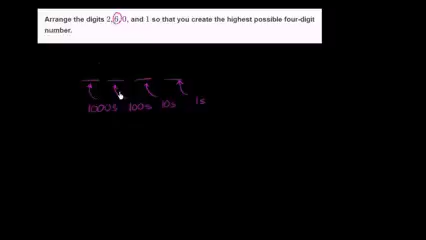 Arrange the digits 2, 6, 0, and 1 so that you create the highest possible four-digit
number.
1000s 100s 10s 1s